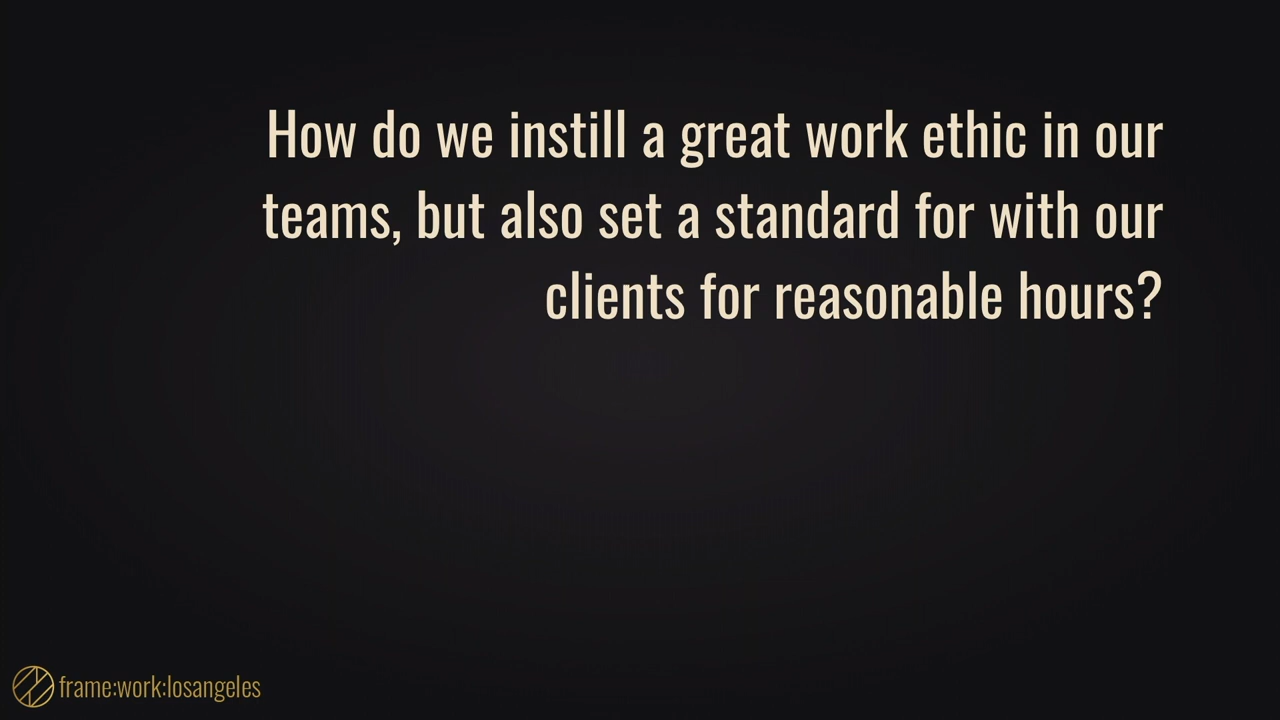 How do we instill a great work ethic in our
teams, but also set a standard for with our
clients for reasonable hours?
frame:work:losangeles